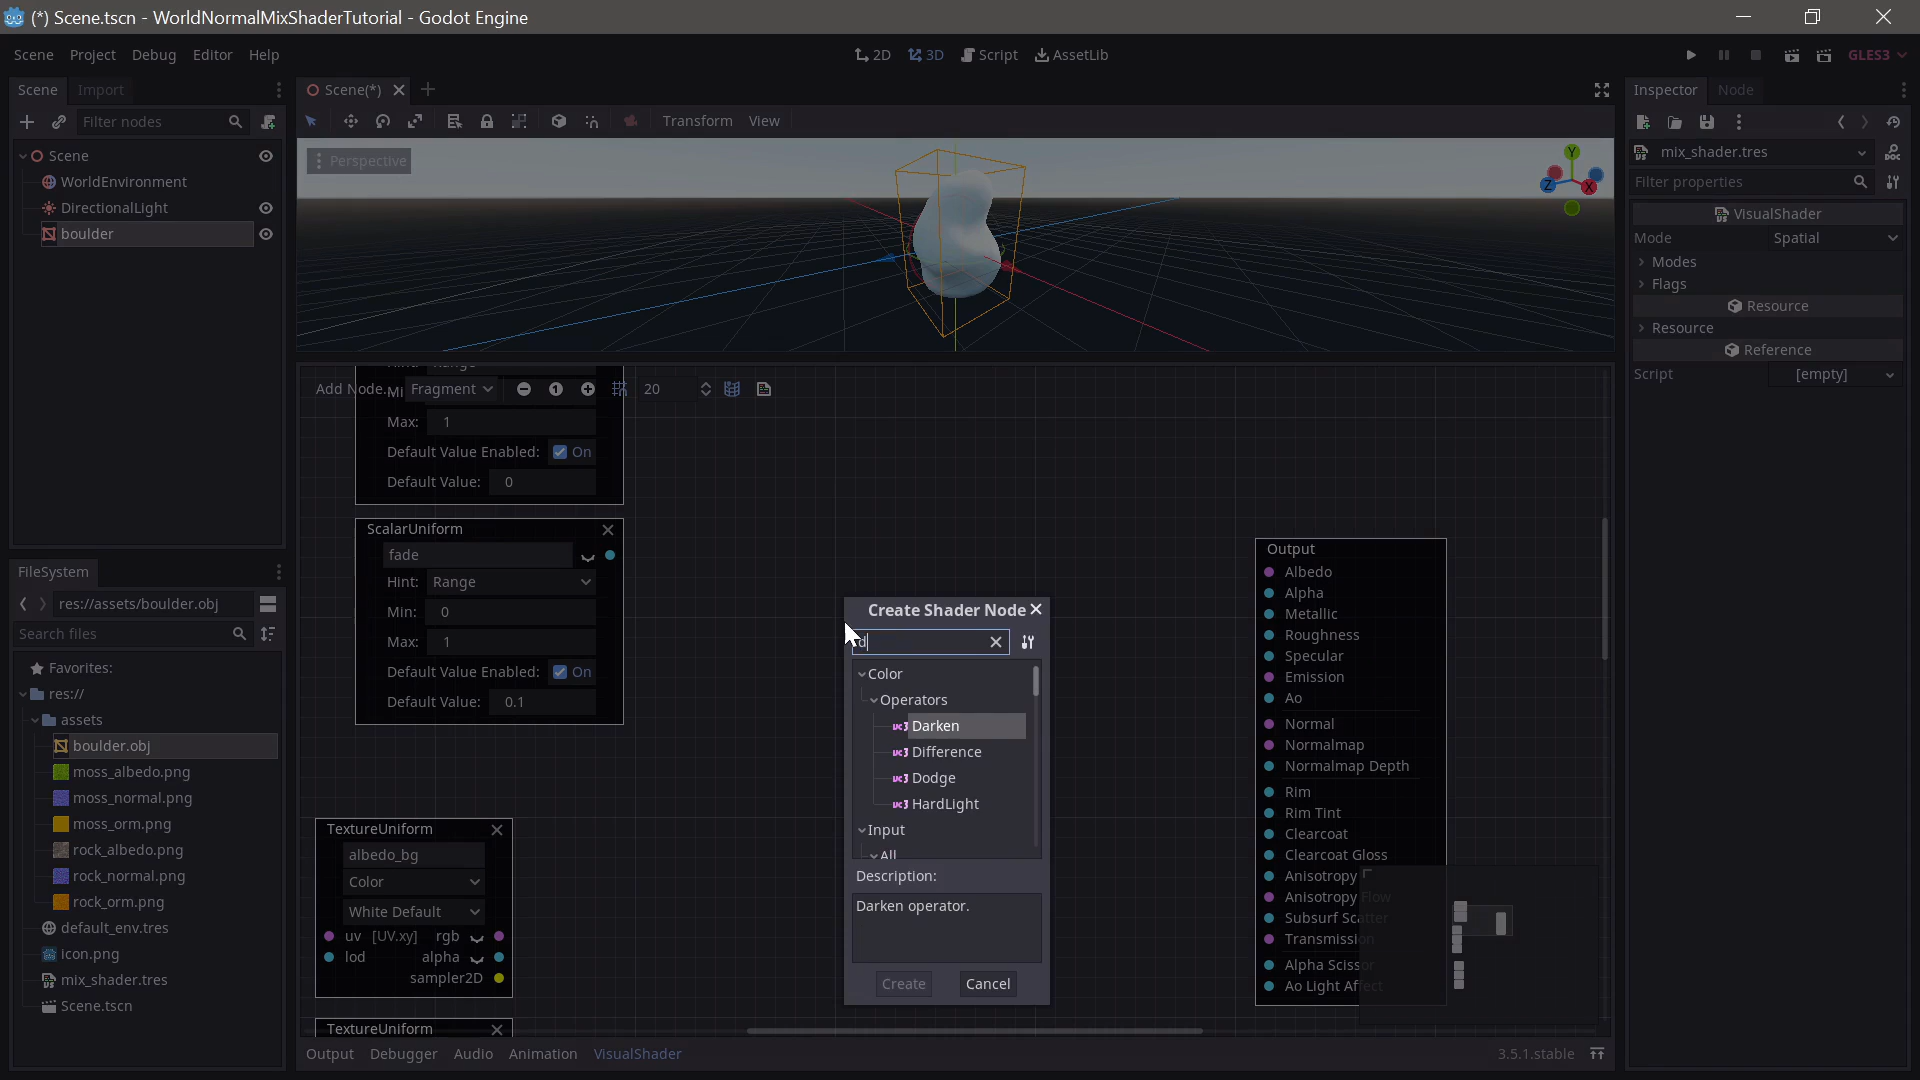 (*) Scene.tscn - WorldNormalMixShaderTutorial - Godot Engine
Scene Project Debug Editor Help
2D 3D Script AssetLib
GLES3
Scene Import
Filter nodes
Scene
WorldEnvironment
DirectionalLight
boulder
Scene(*)
Transform View
Perspective
Y
Z
X
Inspector Node
mix_shader.tres
Filter properties
VisualShader
Mode Spatial
Modes
Flags
Resource
Resource
Reference
Script [empty]
FileSystem
res://assets/boulder.obj
Search files
Favorites:
res://
assets
boulder.obj
moss_albedo.png
moss_normal.png
moss_orm.png
rock_albedo.png
rock_normal.png
rock_orm.png
default_env.tres
icon.png
mix_shader.tres
Scene.tscn
Add Node.. Fragment 1 20
Max: 1
Default Value Enabled: On
Default Value: 0
ScalarUniform
fade
Hint: Range
Min: 0
Max: 1
Default Value Enabled: On
Default Value: 0.1
TextureUniform
albedo_bg
Color
White Default
uv [UV.xy] rgb
lod alpha
sampler2D
TextureUniform
Create Shader Node
d
Color
Operators
Darken
Difference
Dodge
HardLight
Input
All
Description:
Darken operator.
Create Cancel
Output
Albedo
Alpha
Metallic
Roughness
Specular
Emission
Ao
Normal
Normalmap
Normalmap Depth
Rim
Rim Tint
Clearcoat
Clearcoat Gloss
Anisotropy
Anisotropy Flow
Subsurf Scatter
Transmission
Alpha Scissor
Ao Light Affect
Output Debugger Audio Animation VisualShader
3.5.1.stable